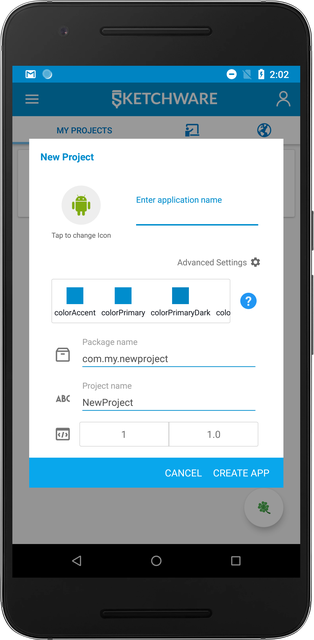 2:02
SKETCHWARE
MY PROJECTS
New Project
Enter application name
Tap to change Icon
Advanced Settings
?
colorAccent colorPrimary colorPrimaryDark colo
Package name
com.my.newproject
Project name
ABC NewProject
1 1.0
CANCEL CREATE APP